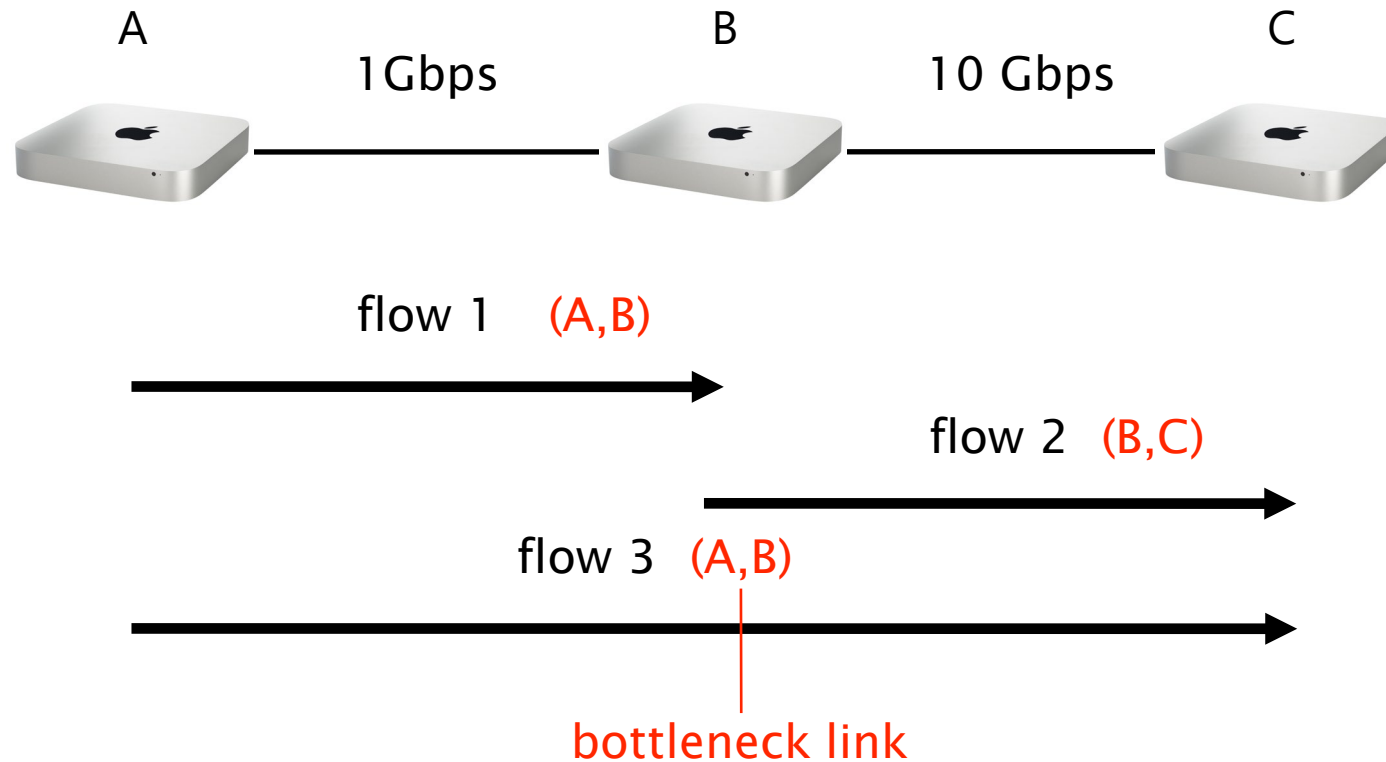 A B C
1Gbps 10 Gbps
flow 1 (A,B)
flow 2 (B,C)
flow 3 (A,B)
bottleneck link